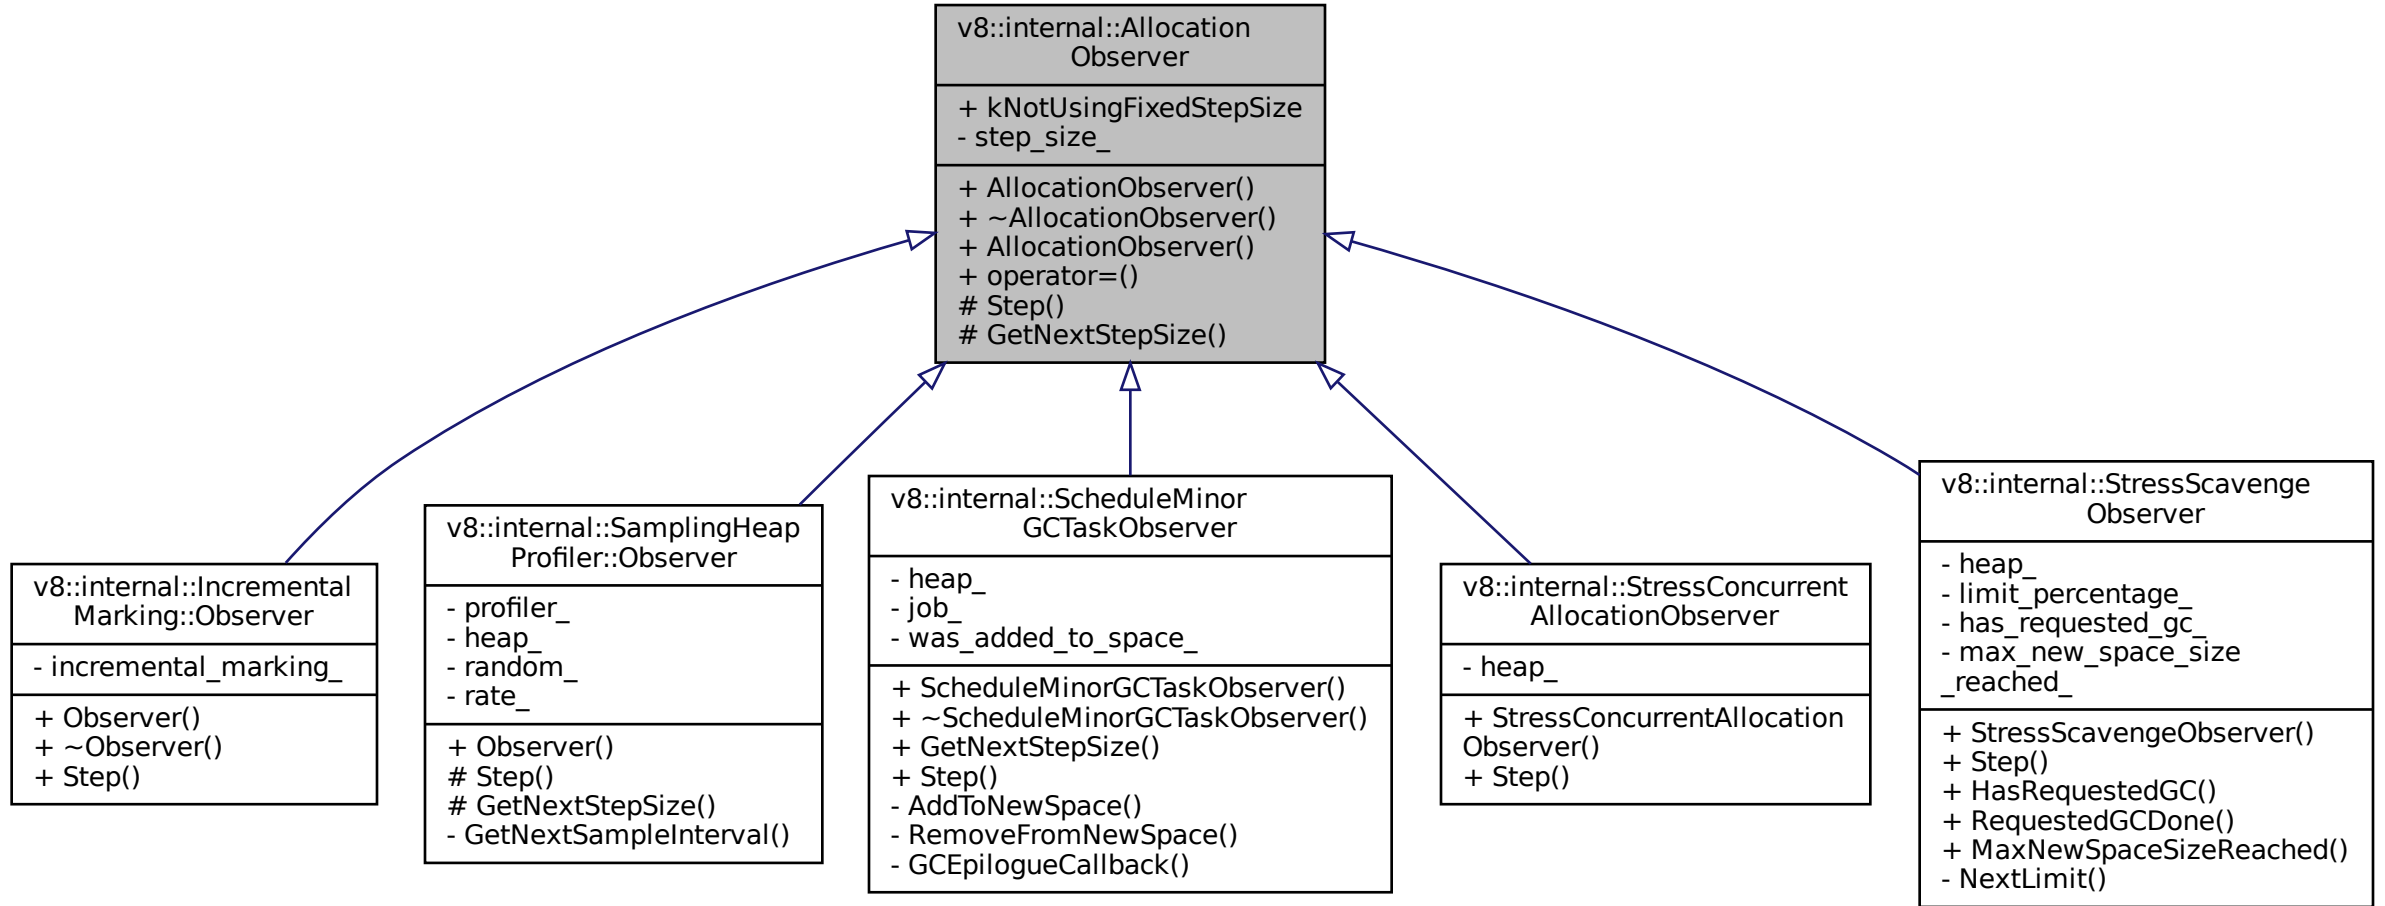 v8::internal::Allocation
Observer
+ kNotUsingFixedStepSize
- step_size_
+ AllocationObserver()
+ ~AllocationObserver()
+ AllocationObserver()
+ operator=()
# Step()
# GetNextStepSize()
v8::internal::Incremental
Marking::Observer
- incremental_marking_
+ Observer()
+ ~Observer()
+ Step()
v8::internal::SamplingHeap
Profiler::Observer
- profiler_
- heap_
- random_
- rate_
+ Observer()
# Step()
# GetNextStepSize()
- GetNextSampleInterval()
v8::internal::ScheduleMinor
GCTaskObserver
- heap_
- job_
- was_added_to_space_
+ ScheduleMinorGCTaskObserver()
+ ~ScheduleMinorGCTaskObserver()
+ GetNextStepSize()
+ Step()
- AddToNewSpace()
- RemoveFromNewSpace()
- GCEpilogueCallback()
v8::internal::StressConcurrent
AllocationObserver
- heap_
+ StressConcurrentAllocation
Observer()
+ Step()
v8::internal::StressScavenge
Observer
- heap_
- limit_percentage_
- has_requested_gc_
- max_new_space_size
_reached_
+ StressScavengeObserver()
+ Step()
+ HasRequestedGC()
+ RequestedGCDone()
+ MaxNewSpaceSizeReached()
- NextLimit()